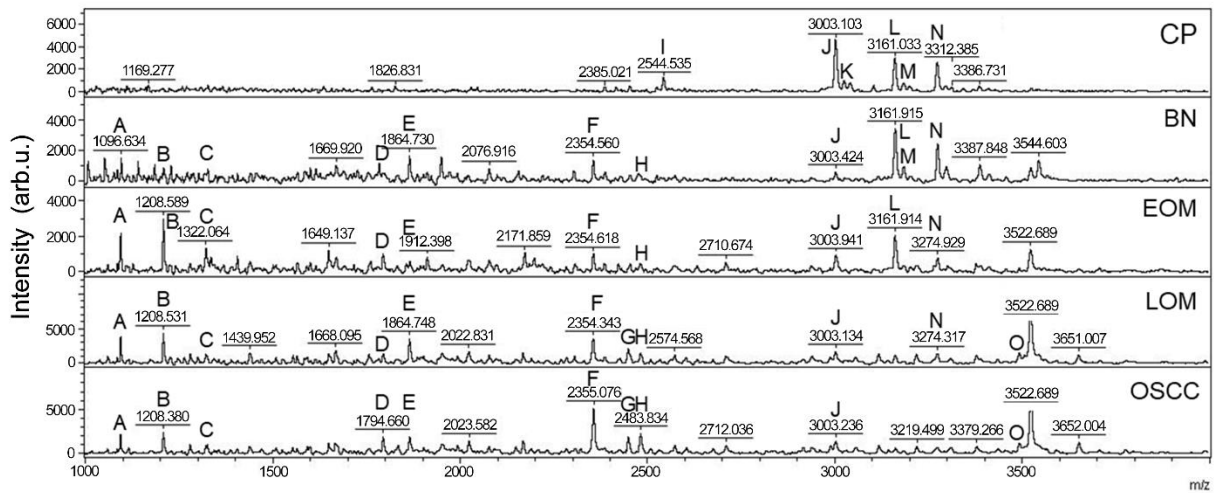 6000 3003.103 L N CP
I J 3161.033 3312.385
4000 2544.535 K M 3386.731
2000 1169.277 1826.831 2385.021
0
A E F 3161.915 BN
4000 1096.634 B C 1669.920 D 1864.730 2076.916 2354.560 H J L N 3544.603
2000 3003.424 M 3387.848
0
4000 1208.589 L EOM
A B C E F J 3161.914 N
2000 1322.064 1649.137 D 1912.398 2171.859 2354.618 H 2710.674 3003.941 3274.929 3522.689
0
B E F 3522.689 LOM
A 1208.531 1864.748 2354.343 J N
5000 C 1439.952 1668.095 D 2022.831 GH 2574.568 3003.134 3274.317 O 3651.007
0
F 3522.689 OSCC
B D E 2355.076 GH J
5000 A 1208.380 C 1794.660 2023.582 2483.834 2712.036 3003.236 3219.499 3379.266 O 3652.004
0
1000 1500 2000 2500 3000 3500
m/z
Intensity (arb.u.)